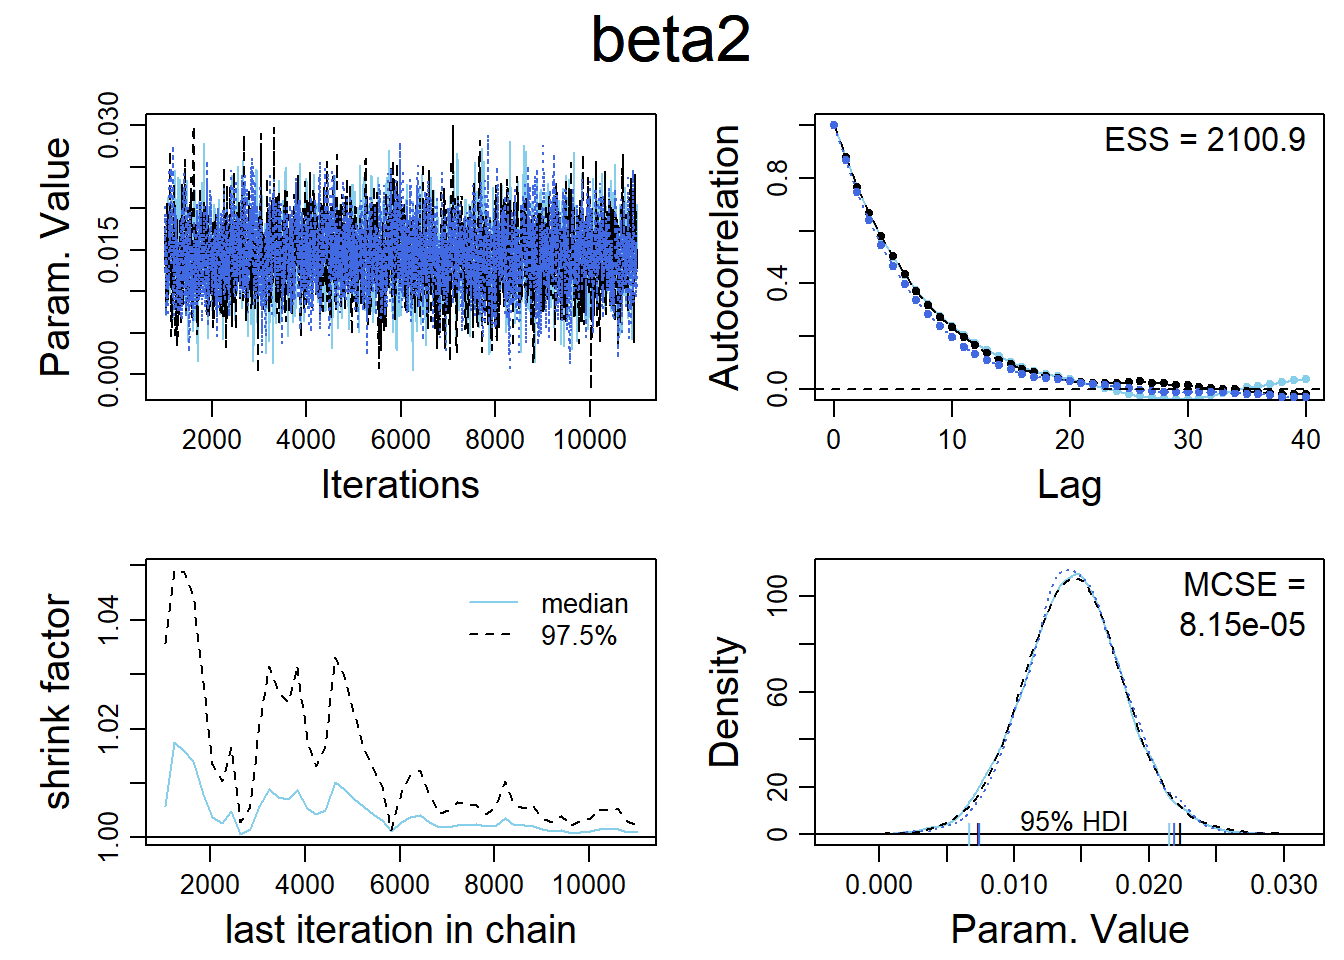 beta2
0.000 0.015 0.030
Param. Value
2000 4000 6000 8000 10000
Iterations
ESS = 2100.9
0.0 0.4 0.8
Autocorrelation
0 10 20 30 40
Lag
median
97.5%
1.00 1.02 1.04
shrink factor
2000 4000 6000 8000 10000
last iteration in chain
MCSE =
8.15e-05
95% HDI
0 20 60 100
Density
0.000 0.010 0.020 0.030
Param. Value